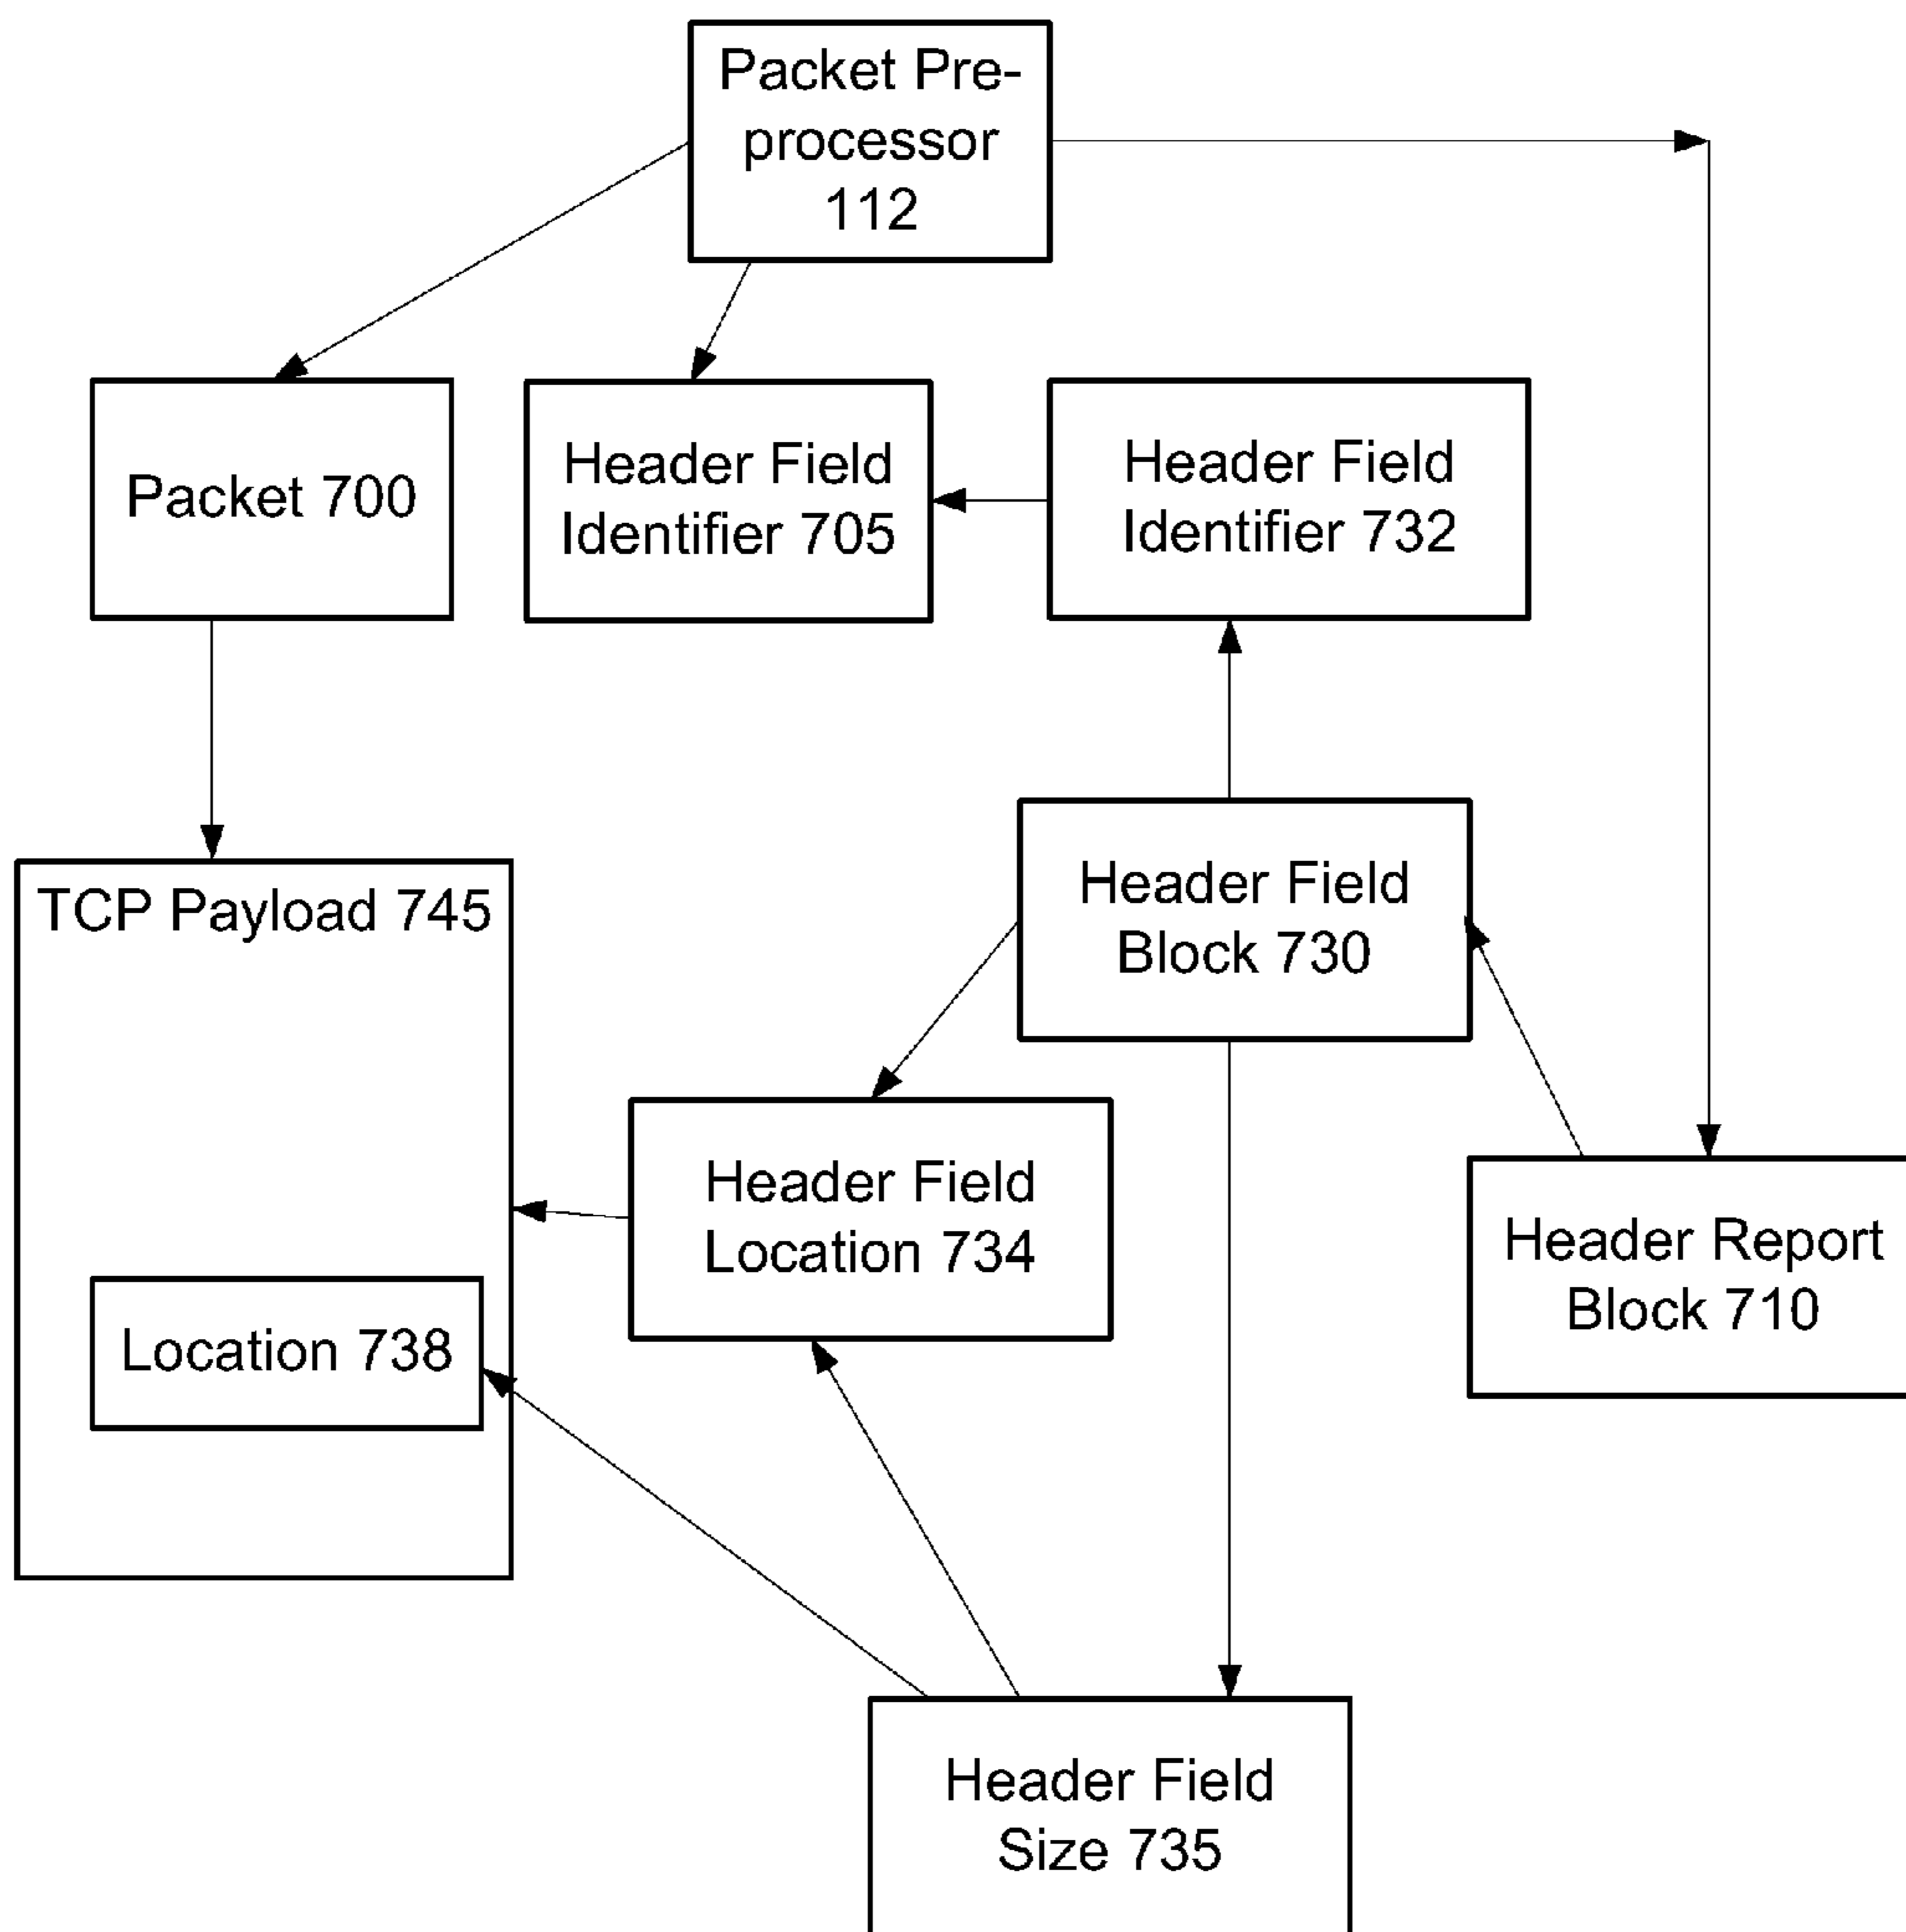 Packet Pre-
processor
112
Packet 700
Header Field
Identifier 705
Header Field
Identifier 732
TCP Payload 745
Header Field
Block 730
Header Field
Location 734
Header Report
Block 710
Location 738
Header Field
Size 735